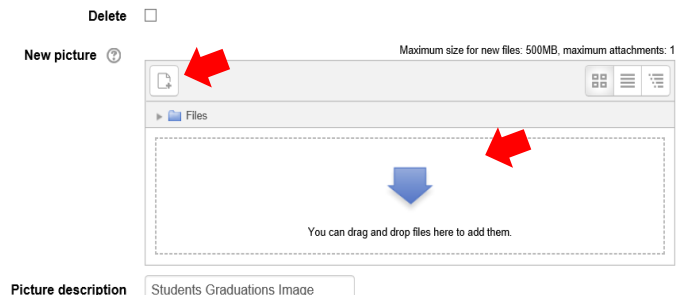 Delete
New picture
Maximum size for new files: 500MB, maximum attachments: 1
Files
You can drag and drop files here to add them.
Picture description Students Graduations Image